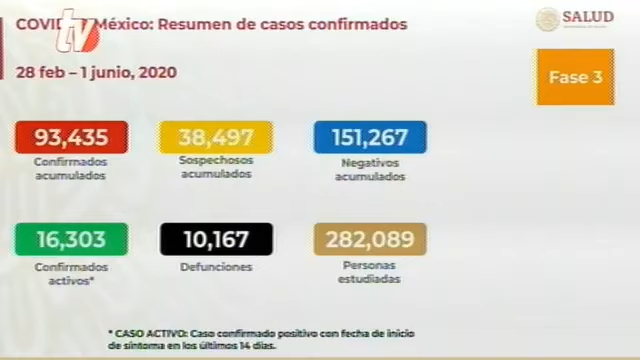 COVID México: Resumen de casos confirmados
tv
SALUD
28 feb – 1 junio, 2020
Fase 3
93,435
Confirmados
acumulados
38,497
Sospechosos
acumulados
151,267
Negativos
acumulados
16,303
Confirmados
activos*
10,167
Defunciones
282,089
Personas
estudiadas
* CASO ACTIVO: Caso confirmado positivo con fecha de inicio
de síntoma en los últimos 14 días.